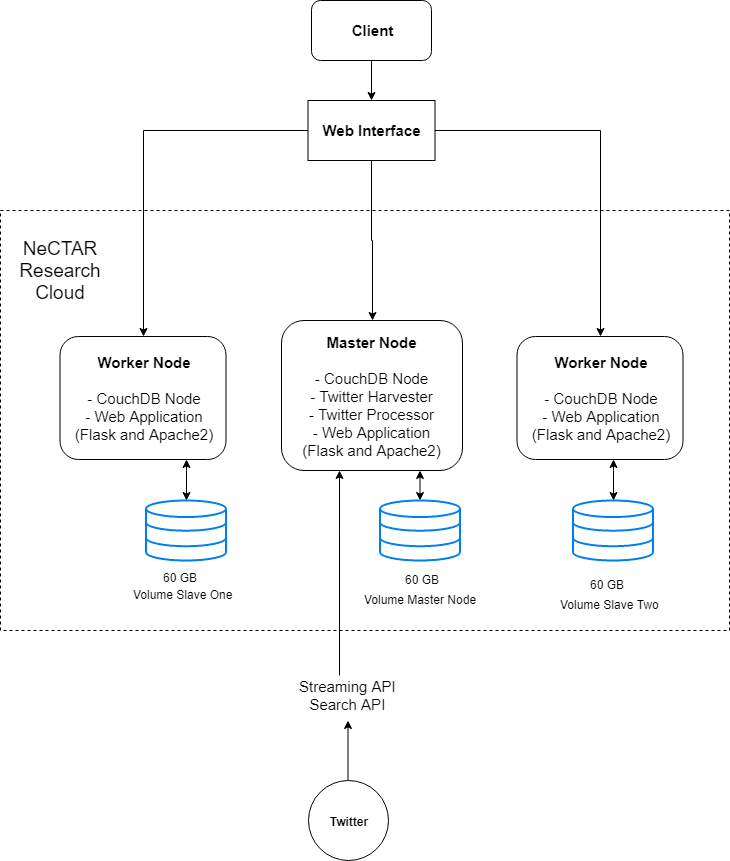 Client
Web Interface
NeCTAR
Research
Cloud
Worker Node
- CouchDB Node
- Web Application
(Flask and Apache2)
Master Node
- CouchDB Node
- Twitter Harvester
- Twitter Processor
- Web Application
(Flask and Apache2)
Worker Node
- CouchDB Node
- Web Application
(Flask and Apache2)
60 GB
Volume Slave One
60 GB
Volume Master Node
60 GB
Volume Slave Two
Streaming API
Search API
Twitter